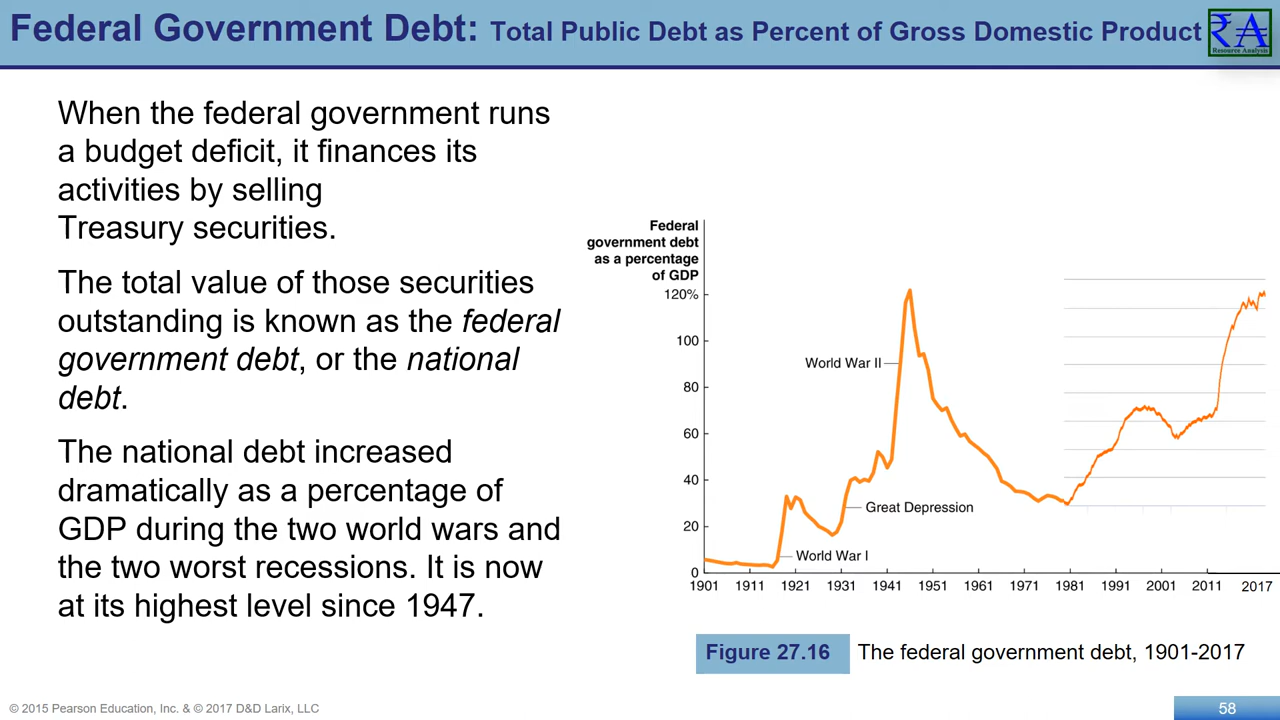 Federal Government Debt: Total Public Debt as Percent of Gross Domestic Product
₹A
Resource Analysis
When the federal government runs
a budget deficit, it finances its
activities by selling
Treasury securities.
The total value of those securities
outstanding is known as the federal
government debt, or the national
debt.
The national debt increased
dramatically as a percentage of
GDP during the two world wars and
the two worst recessions. It is now
at its highest level since 1947.
Federal
government debt
as a percentage
of GDP
120%
100
80
60
40
20
0
World War II
Great Depression
World War I
1901 1911 1921 1931 1941 1951 1961 1971 1981 1991 2001 2011 2017
Figure 27.16 The federal government debt, 1901-2017
© 2015 Pearson Education, Inc. & © 2017 D&D Larix, LLC
58